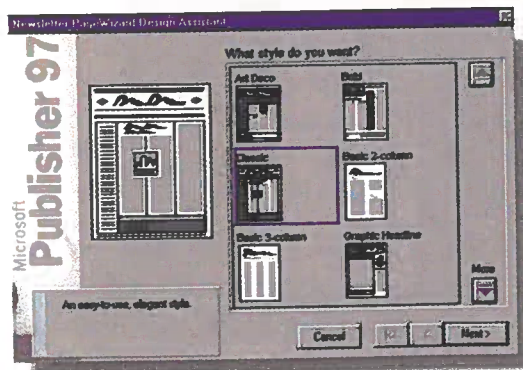 Newsletter PageWizard Design Assistant
Microsoft
Publisher 97
What style do you want?
Art Deco
Bold
Classic
Basic 2-column
Basic 3-column
Graphic Headline
More
An easy-to-use, elegant style.
Cancel
Next >